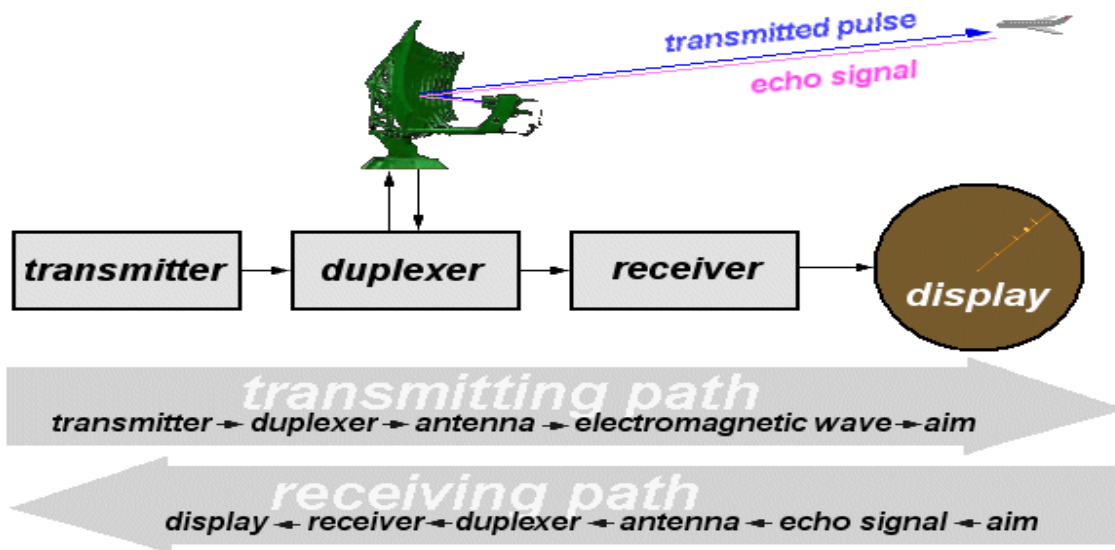 transmitted pulse
echo signal
transmitter
duplexer
receiver
display
transmitting path
transmitter → duplexer → antenna → electromagnetic wave → aim
receiving path
display ← receiver ← duplexer ← antenna ← echo signal ← aim